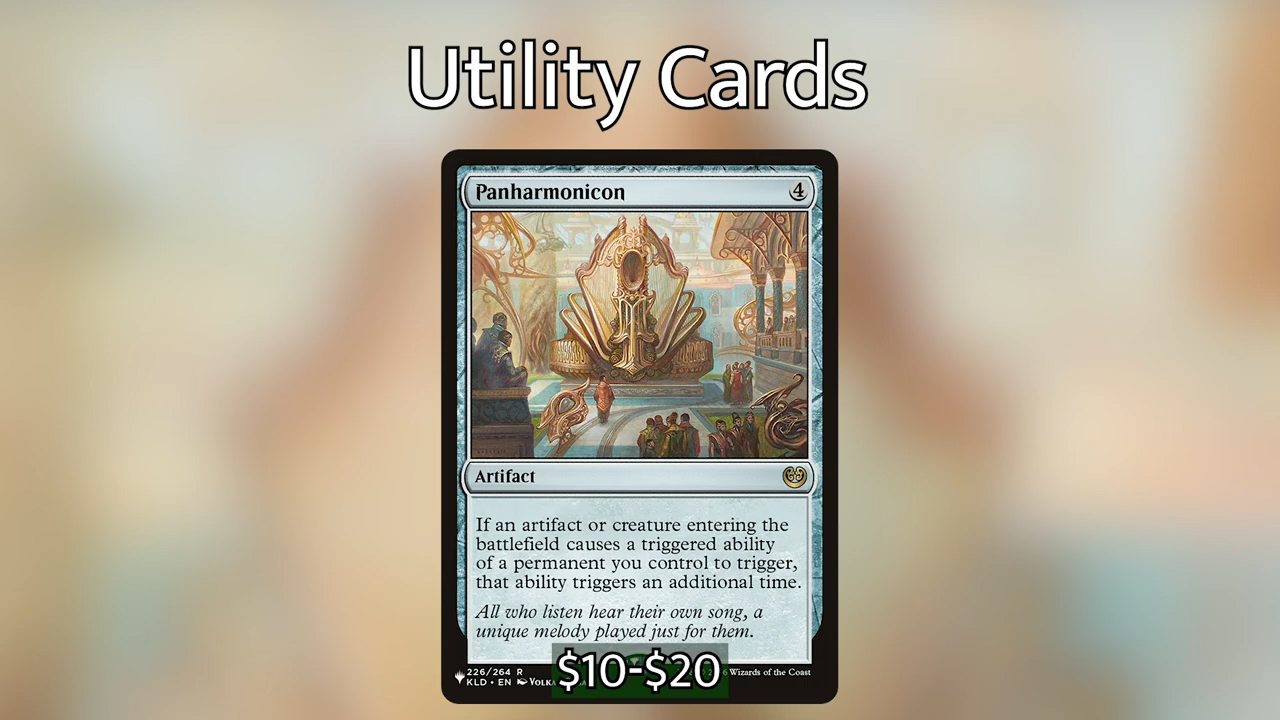 Utility Cards
Panharmonicon 4
Artifact
If an artifact or creature entering the
battlefield causes a triggered ability
of a permanent you control to trigger,
that ability triggers an additional time.
All who listen hear their own song, a
unique melody played just for them.
$10-$20
226/264 R
KLD • EN
Wizards of the Coast